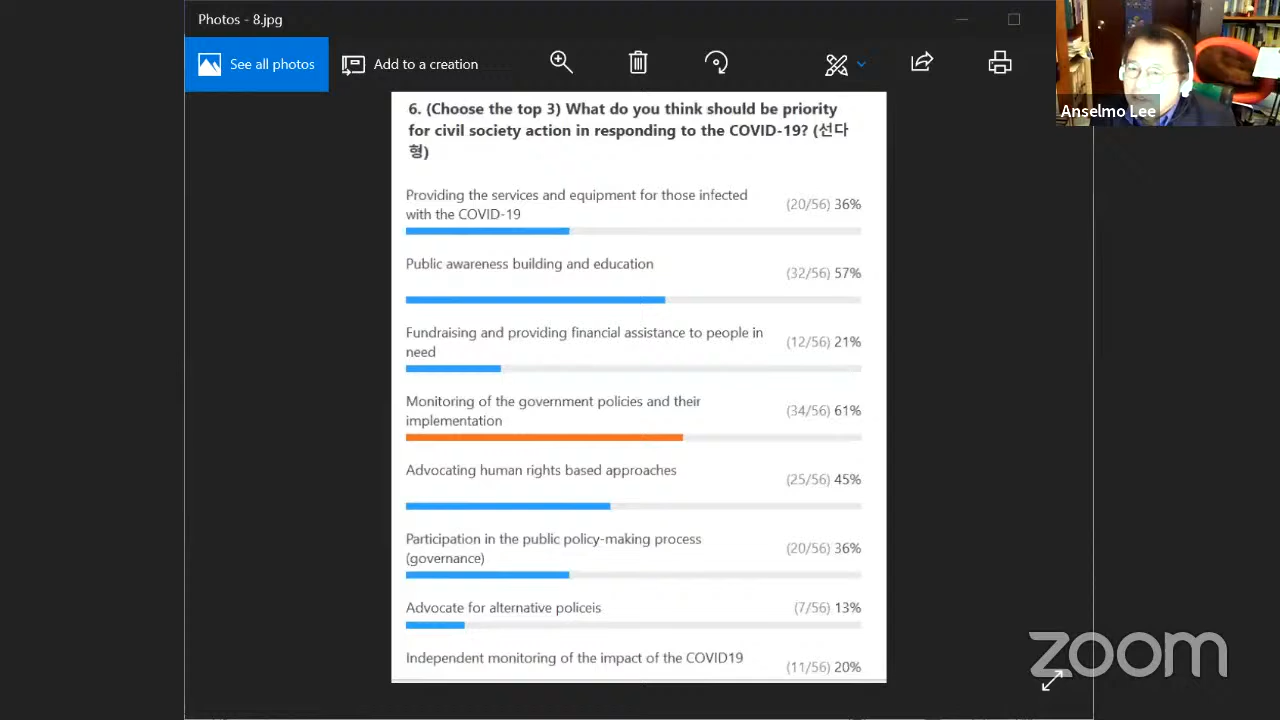 Photos - 8.jpg
See all photos
Add to a creation
Anselmo Lee
6. (Choose the top 3) What do you think should be priority
for civil society action in responding to the COVID-19? (선다
형)
Providing the services and equipment for those infected
with the COVID-19
(20/56) 36%
Public awareness building and education
(32/56) 57%
Fundraising and providing financial assistance to people in
need
(12/56) 21%
Monitoring of the government policies and their
implementation
(34/56) 61%
Advocating human rights based approaches
(25/56) 45%
Participation in the public policy-making process
(governance)
(20/56) 36%
Advocate for alternative policeis
(7/56) 13%
Independent monitoring of the impact of the COVID19
(11/56) 20%
zoom